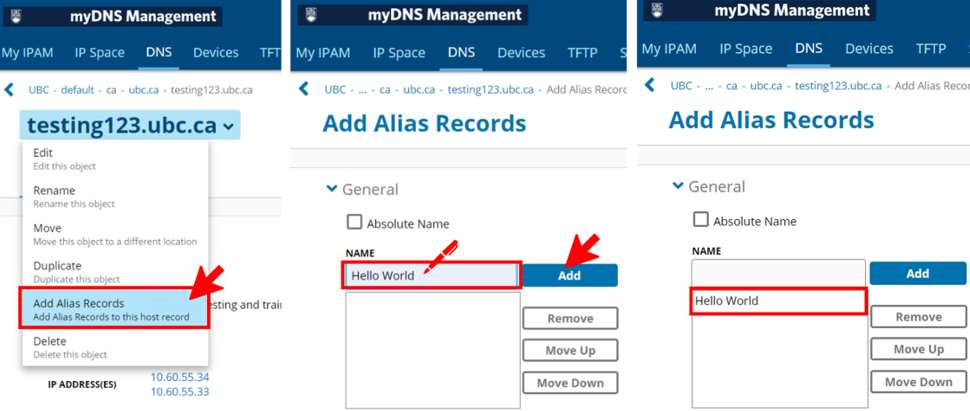 myDNS Management
My IPAM IP Space DNS Devices TFTP
UBC - default - ca - ubc.ca - testing123.ubc.ca
testing123.ubc.ca
Edit
Edit this object
Rename
Rename this object
Move
Move this object to a different location
Duplicate
Duplicate this object
Add Alias Records
Add Alias Records to this host record
esting and train
Delete
Delete this object
IP ADDRESS(ES)
10.60.55.34
10.60.55.33
myDNS Management
My IPAM IP Space DNS Devices TFTP S
UBC - ... - ca - ubc.ca - testing123.ubc.ca - Add Alias Recor
Add Alias Records
General
Absolute Name
NAME
Hello World
Add
Remove
Move Up
Move Down
myDNS Management
My IPAM IP Space DNS Devices TFTP
UBC - ... - ca - ubc.ca - testing123.ubc.ca - Add Alias Reco
Add Alias Records
General
Absolute Name
NAME
Add
Hello World
Remove
Move Up
Move Down